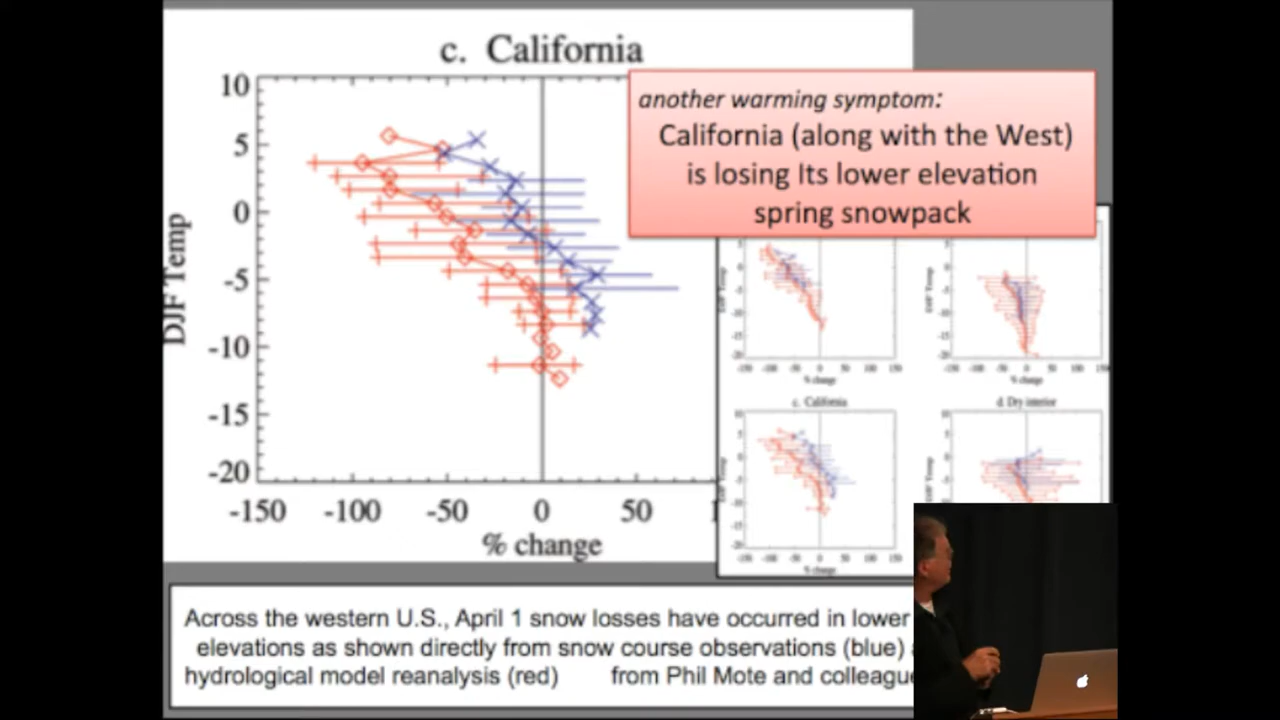 c. California
another warming symptom:
California (along with the West)
is losing Its lower elevation
spring snowpack
10
5
0
-5
-10
-15
-20
DJF Temp
-150 -100 -50 0 50
% change
% change
% change
c. California
d. Dry interior
% change
Across the western U.S., April 1 snow losses have occurred in lower
elevations as shown directly from snow course observations (blue)
hydrological model reanalysis (red) from Phil Mote and